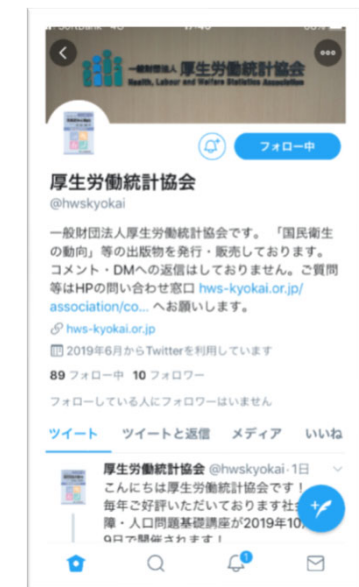 一般財団法人 厚生労働統計協会
Health, Labour and Welfare Statistics Association
フォロー中
厚生労働統計協会
@hwskyokai
一般財団法人厚生労働統計協会です。 「国民衛生
の動向」等の出版物を発行・販売しております。
コメント・DMへの返信はしておりません。ご質問
等はHPの問い合わせ窓口 hws-kyokai.or.jp/
association/co... へお願いします。
hws-kyokai.or.jp
2019年6月からTwitterを利用しています
89 フォロー中 10 フォロワー
フォローしている人にフォロワーはいません
ツイート ツイートと返信 メディア いいね
厚生労働統計協会 @hwskyokai·1日
こんにちは厚生労働統計協会です!
毎年ご好評いただいております社
障・人口問題基礎講座が2019年10
9日で開催されます!